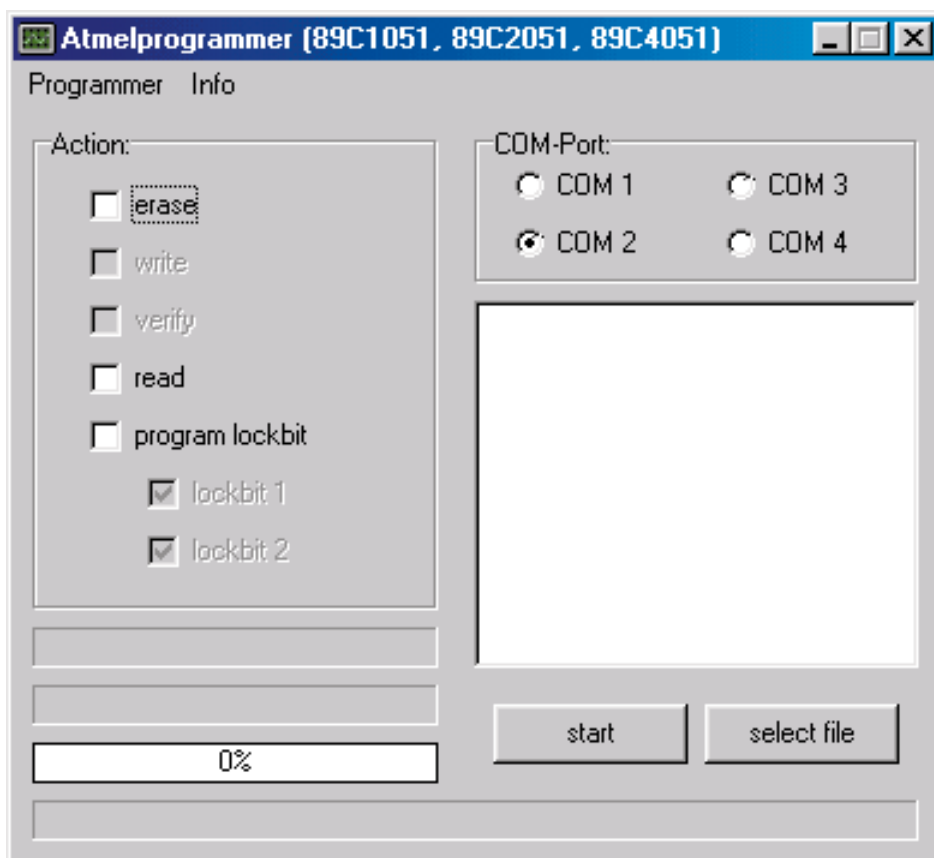 Atmelprogrammer (89C1051, 89C2051, 89C4051)
Programmer Info
Action:
erase
write
verify
read
program lockbit
lockbit 1
lockbit 2
0%
COM-Port:
COM 1 COM 3
COM 2 COM 4
start select file